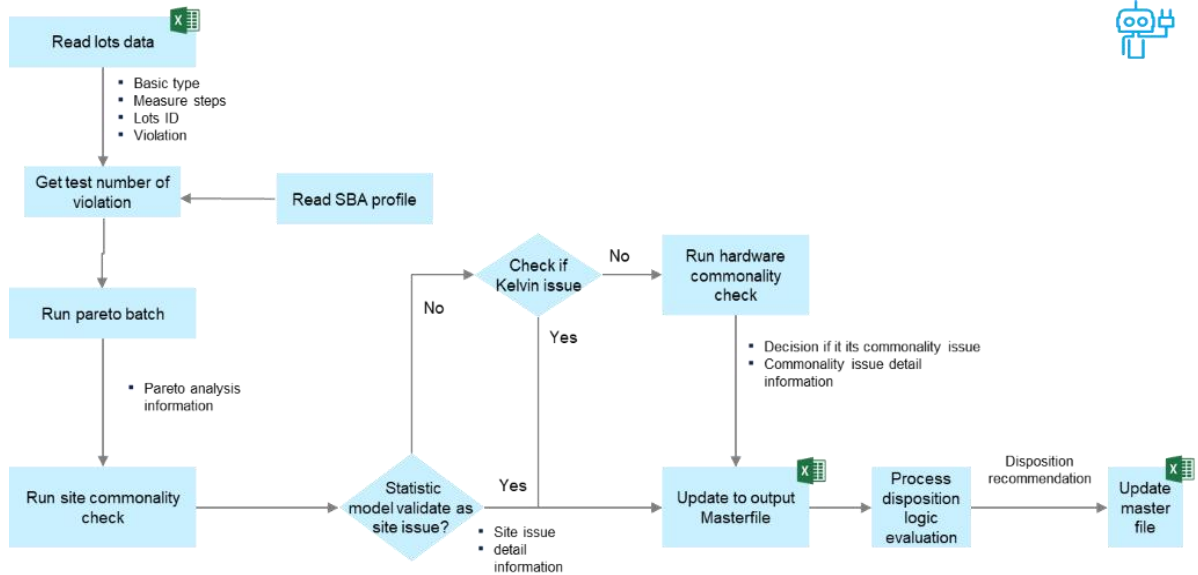 Read lots data
▪ Basic type
▪ Measure steps
▪ Lots ID
▪ Violation
Get test number of
violation
Read SBA profile
Run pareto batch
▪ Pareto analysis
information
Run site commonality
check
Statistic
model validate as
site issue?
No
Yes
▪ Site issue
▪ detail
information
Check if
Kelvin issue
No
Yes
Run hardware
commonality
check
▪ Decision if it its commonality issue
▪ Commonality issue detail
information
Update to output
Masterfile
Process
disposition
logic
evaluation
Disposition
recommendation
Update
master
file